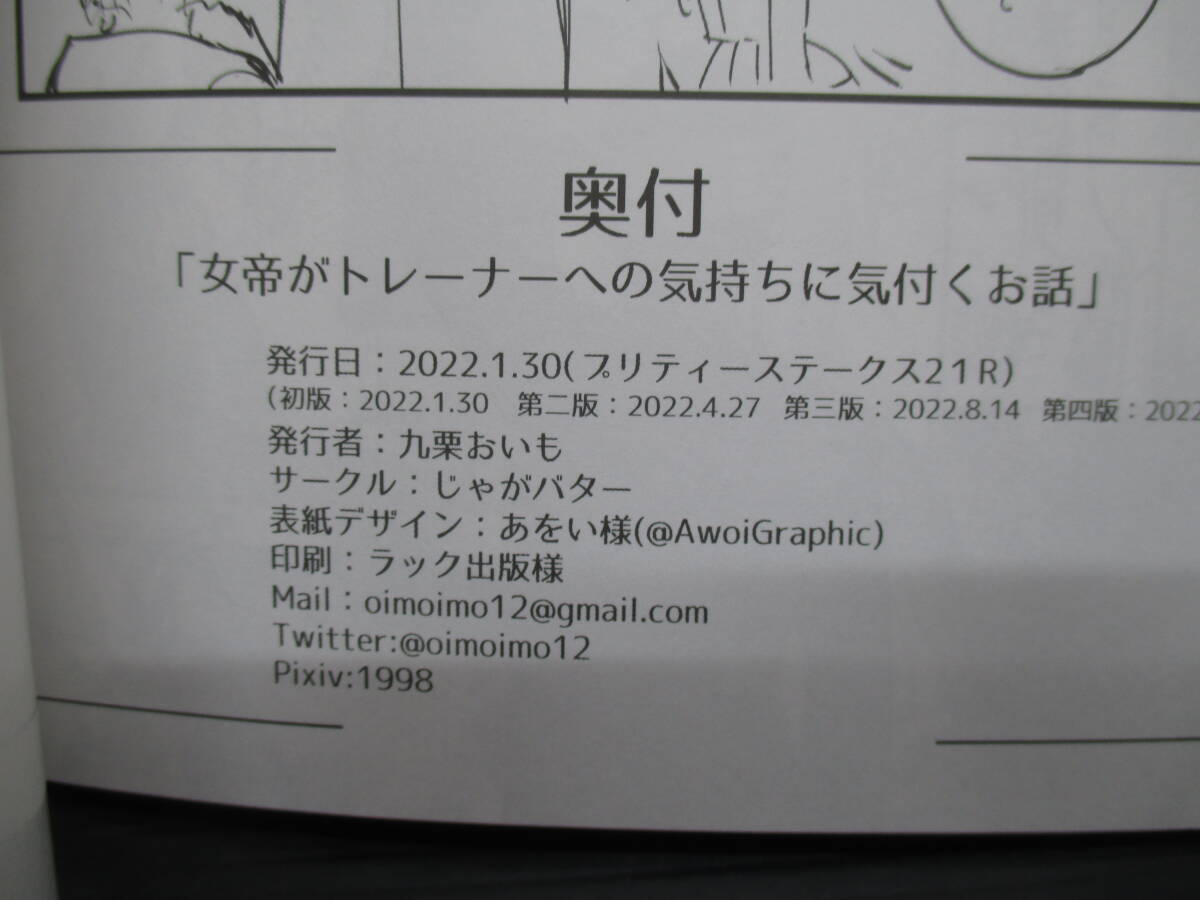 奥付
「女帝がトレーナーへの気持ちに気付くお話」
発行日：2022.1.30(プリティーステークス21R)
(初版：2022.1.30　第二版：2022.4.27　第三版：2022.8.14　第四版：2022
発行者：九栗おいも
サークル：じゃがバター
表紙デザイン：あをい様(@AwoiGraphic)
印刷：ラック出版様
Mail：oimoimo12@gmail.com
Twitter:@oimoimo12
Pixiv:1998